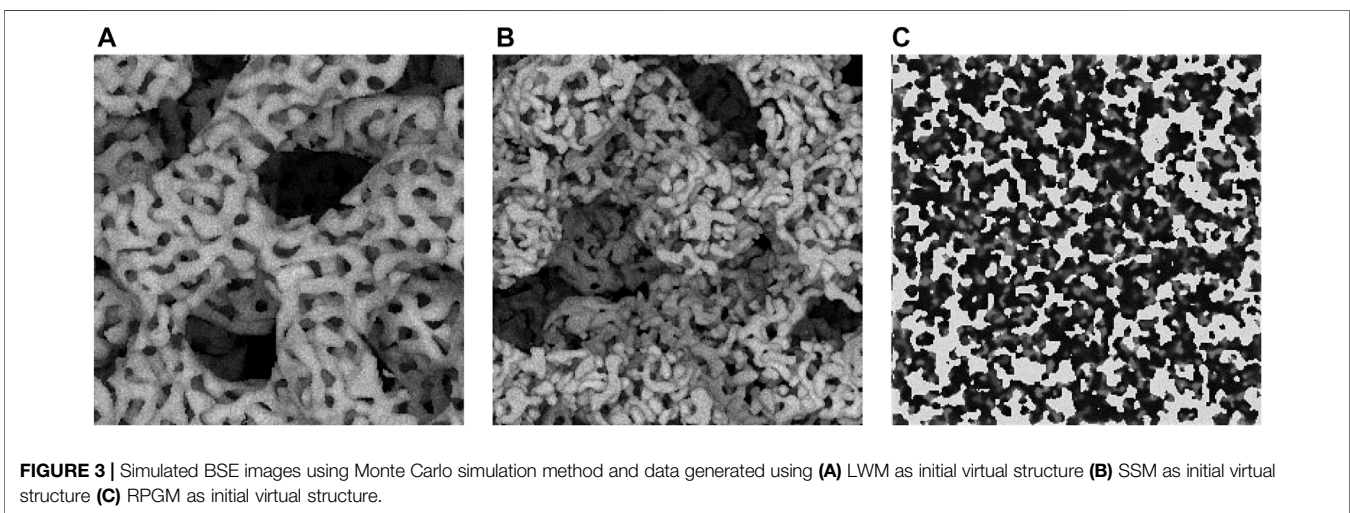 A
B
C
FIGURE 3 | Simulated BSE images using Monte Carlo simulation method and data generated using (A) LWM as initial virtual structure (B) SSM as initial virtual
structure (C) RPGM as initial virtual structure.